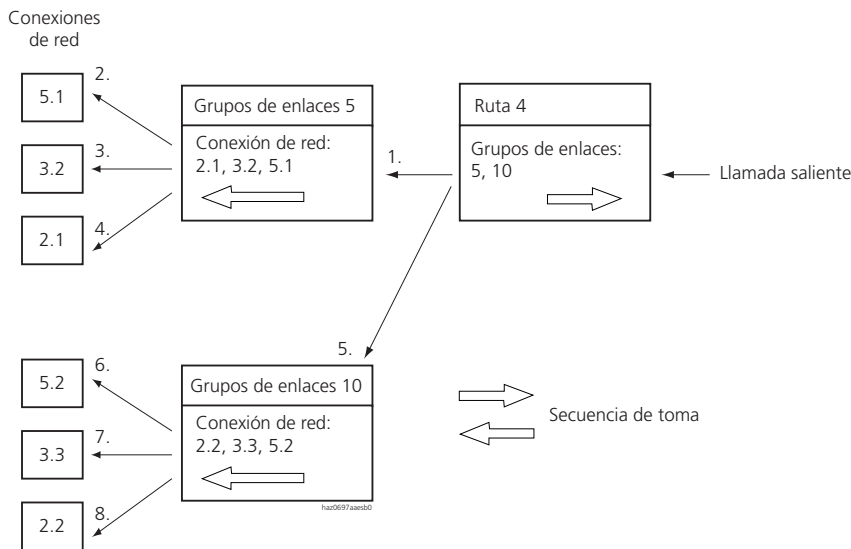 Conexiones
de red
5.1
2.
3.2
3.
2.1
4.
Grupos de enlaces 5
Conexión de red:
2.1, 3.2, 5.1
1.
Ruta 4
Grupos de enlaces:
5, 10
Llamada saliente
5.
5.2
6.
3.3
7.
2.2
8.
Grupos de enlaces 10
Conexión de red:
2.2, 3.3, 5.2
haz0697aaesb0
Secuencia de toma